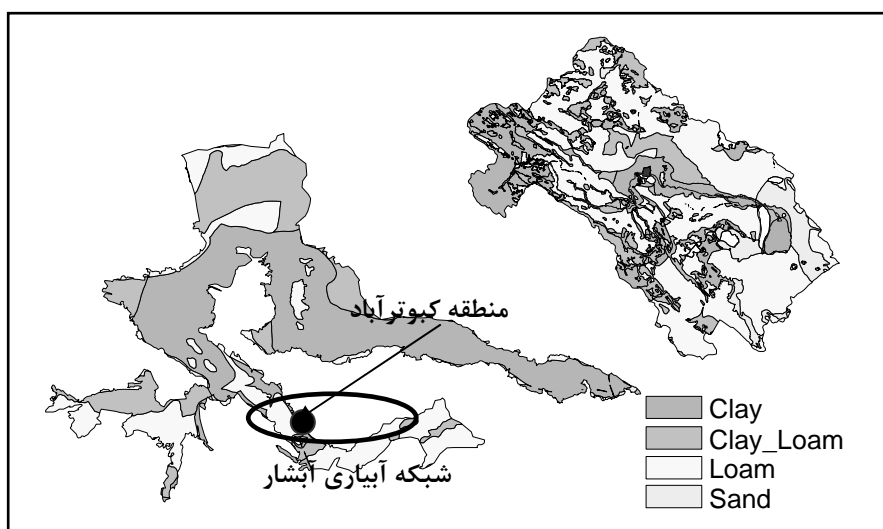 منطقه کبوترآباد
شبکه آبیاری آبشار
Clay
Clay_Loam
Loam
Sand